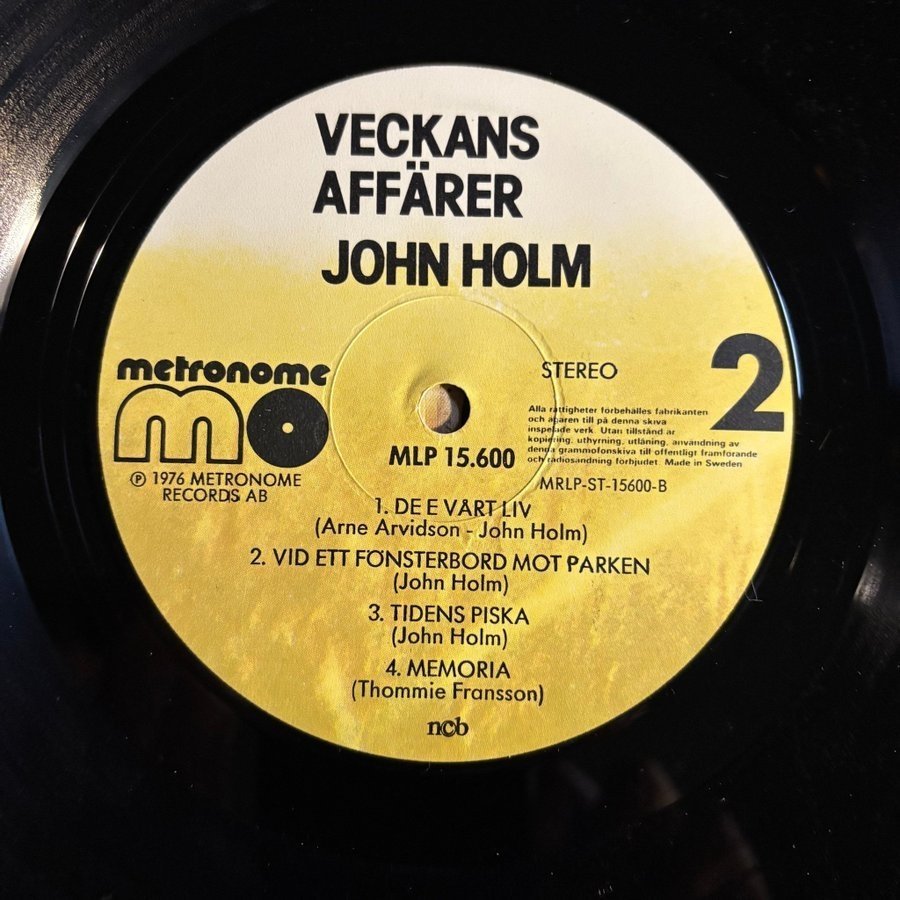 VECKANS
AFFÄRER
JOHN HOLM
metronome
mo
℗ 1976 METRONOME
RECORDS AB
STEREO
2
Alla rättigheter förbehålles fabrikanten
och ägaren till på denna skiva
inspelade verk. Utan tillstånd är
kopiering, uthyrning, utlåning, användning av
denna grammofonskiva till offentligt framförande
och radiosändning förbjudet. Made in Sweden
MLP 15.600
MRLP-ST-15600-B
1. DE E VÅRT LIV
(Arne Arvidson - John Holm)
2. VID ETT FÖNSTERBORD MOT PARKEN
(John Holm)
3. TIDENS PISKA
(John Holm)
4. MEMORIA
(Thommie Fransson)
ncb